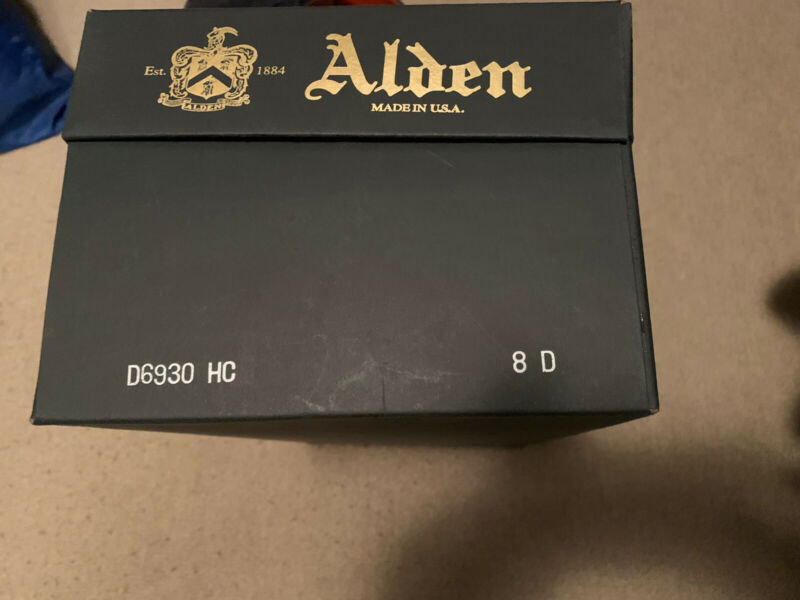 Est. 1884
ALDEN
Alden
MADE IN U.S.A.
D6930 HC 8 D